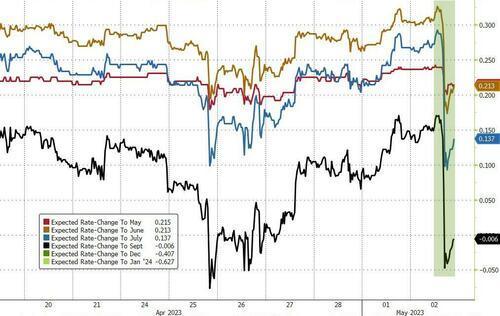 0.300
0.250
0.213
0.200
0.150
0.137
0.100
0.050
-0.006
-0.050
Expected Rate-Change To May 0.215
Expected Rate-Change To June 0.213
Expected Rate-Change To July 0.137
Expected Rate-Change To Sept -0.006
Expected Rate-Change To Dec -0.407
Expected Rate-Change To Jan '24 -0.627
20 21 24 25 26 27 28 01 02
Apr 2023 May 2023